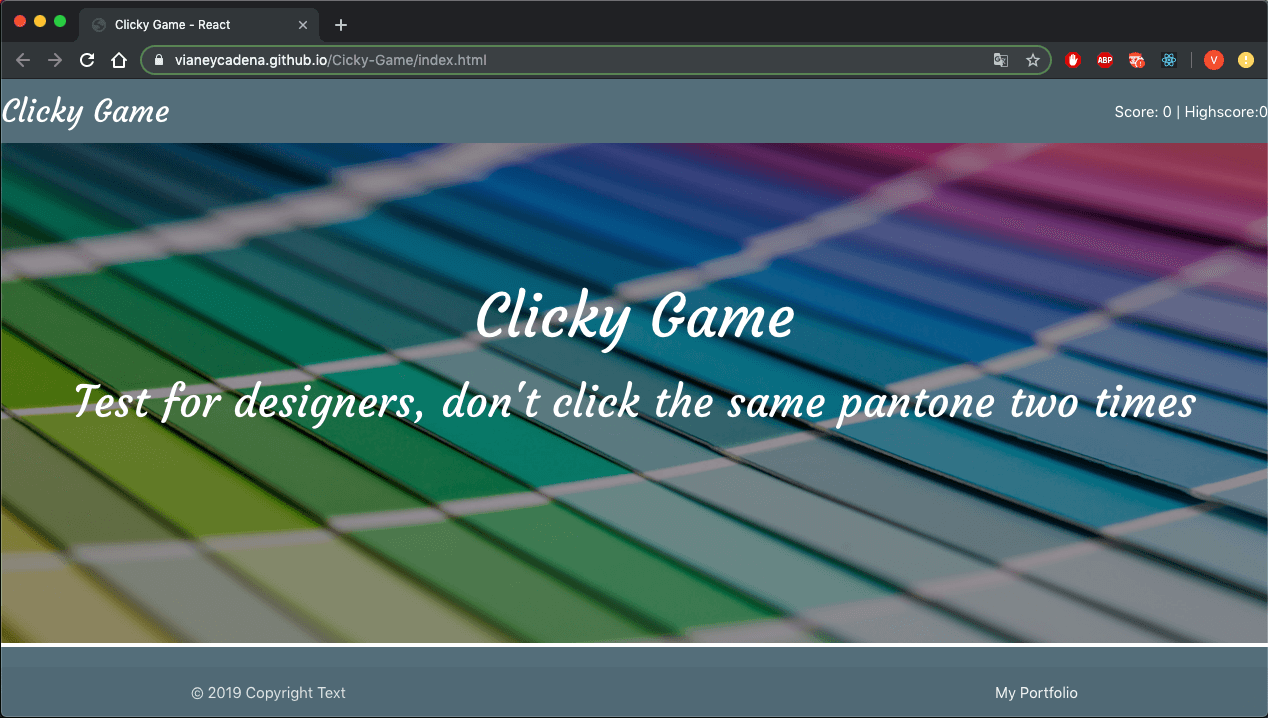 Clicky Game - React
vianeycadena.github.io/Cicky-Game/index.html
ABP
V
Clicky Game
Score: 0 | Highscore:0
Clicky Game
Test for designers, don't click the same pantone two times
© 2019 Copyright Text
My Portfolio